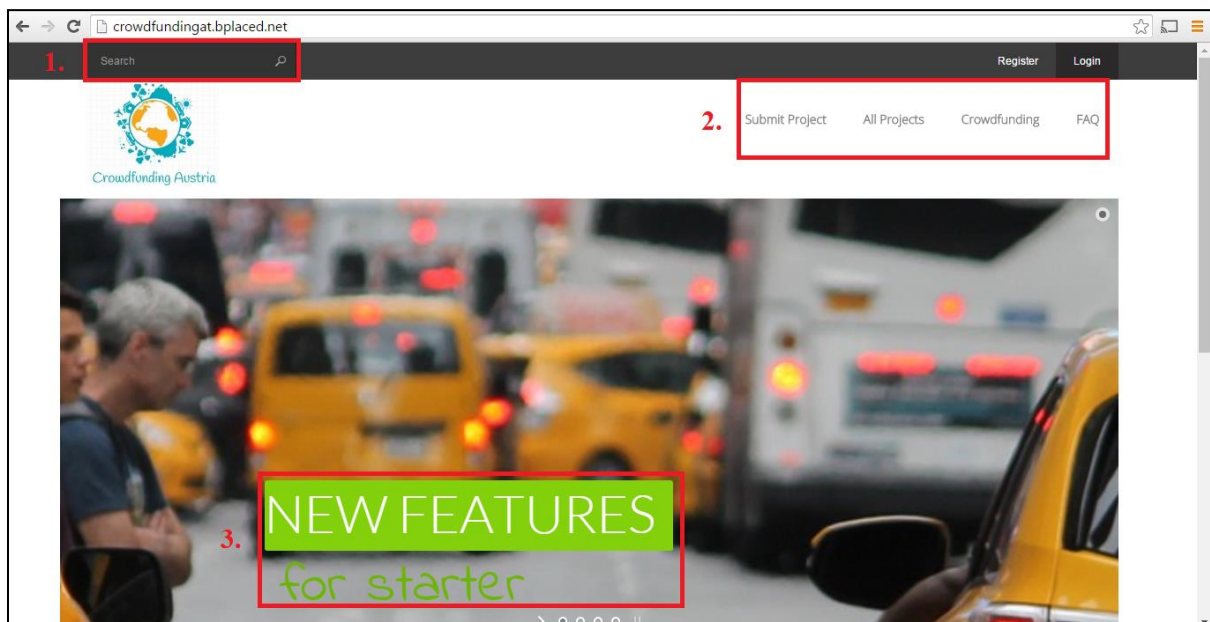 crowdfundingat.bplaced.net
1. Search Register Login
2. Submit Project All Projects Crowdfunding FAQ
Crowdfunding Austria
NEW FEATURES
3.
for starter